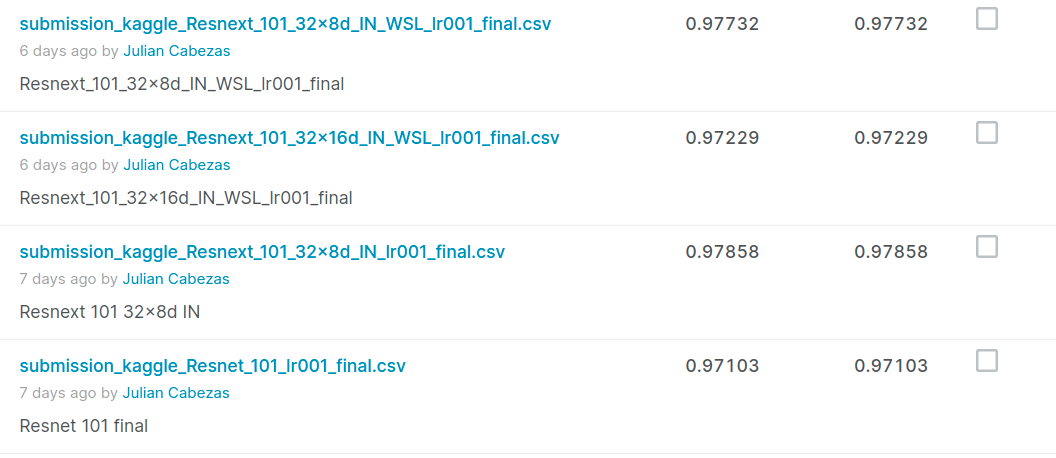 submission_kaggle_Resnext_101_32×8d_IN_WSL_lr001_final.csv 0.97732 0.97732
6 days ago by Julian Cabezas
Resnext_101_32×8d_IN_WSL_lr001_final
submission_kaggle_Resnext_101_32×16d_IN_WSL_lr001_final.csv 0.97229 0.97229
6 days ago by Julian Cabezas
Resnext_101_32×16d_IN_WSL_lr001_final
submission_kaggle_Resnext_101_32×8d_IN_lr001_final.csv 0.97858 0.97858
7 days ago by Julian Cabezas
Resnext 101 32×8d IN
submission_kaggle_Resnet_101_lr001_final.csv 0.97103 0.97103
7 days ago by Julian Cabezas
Resnet 101 final